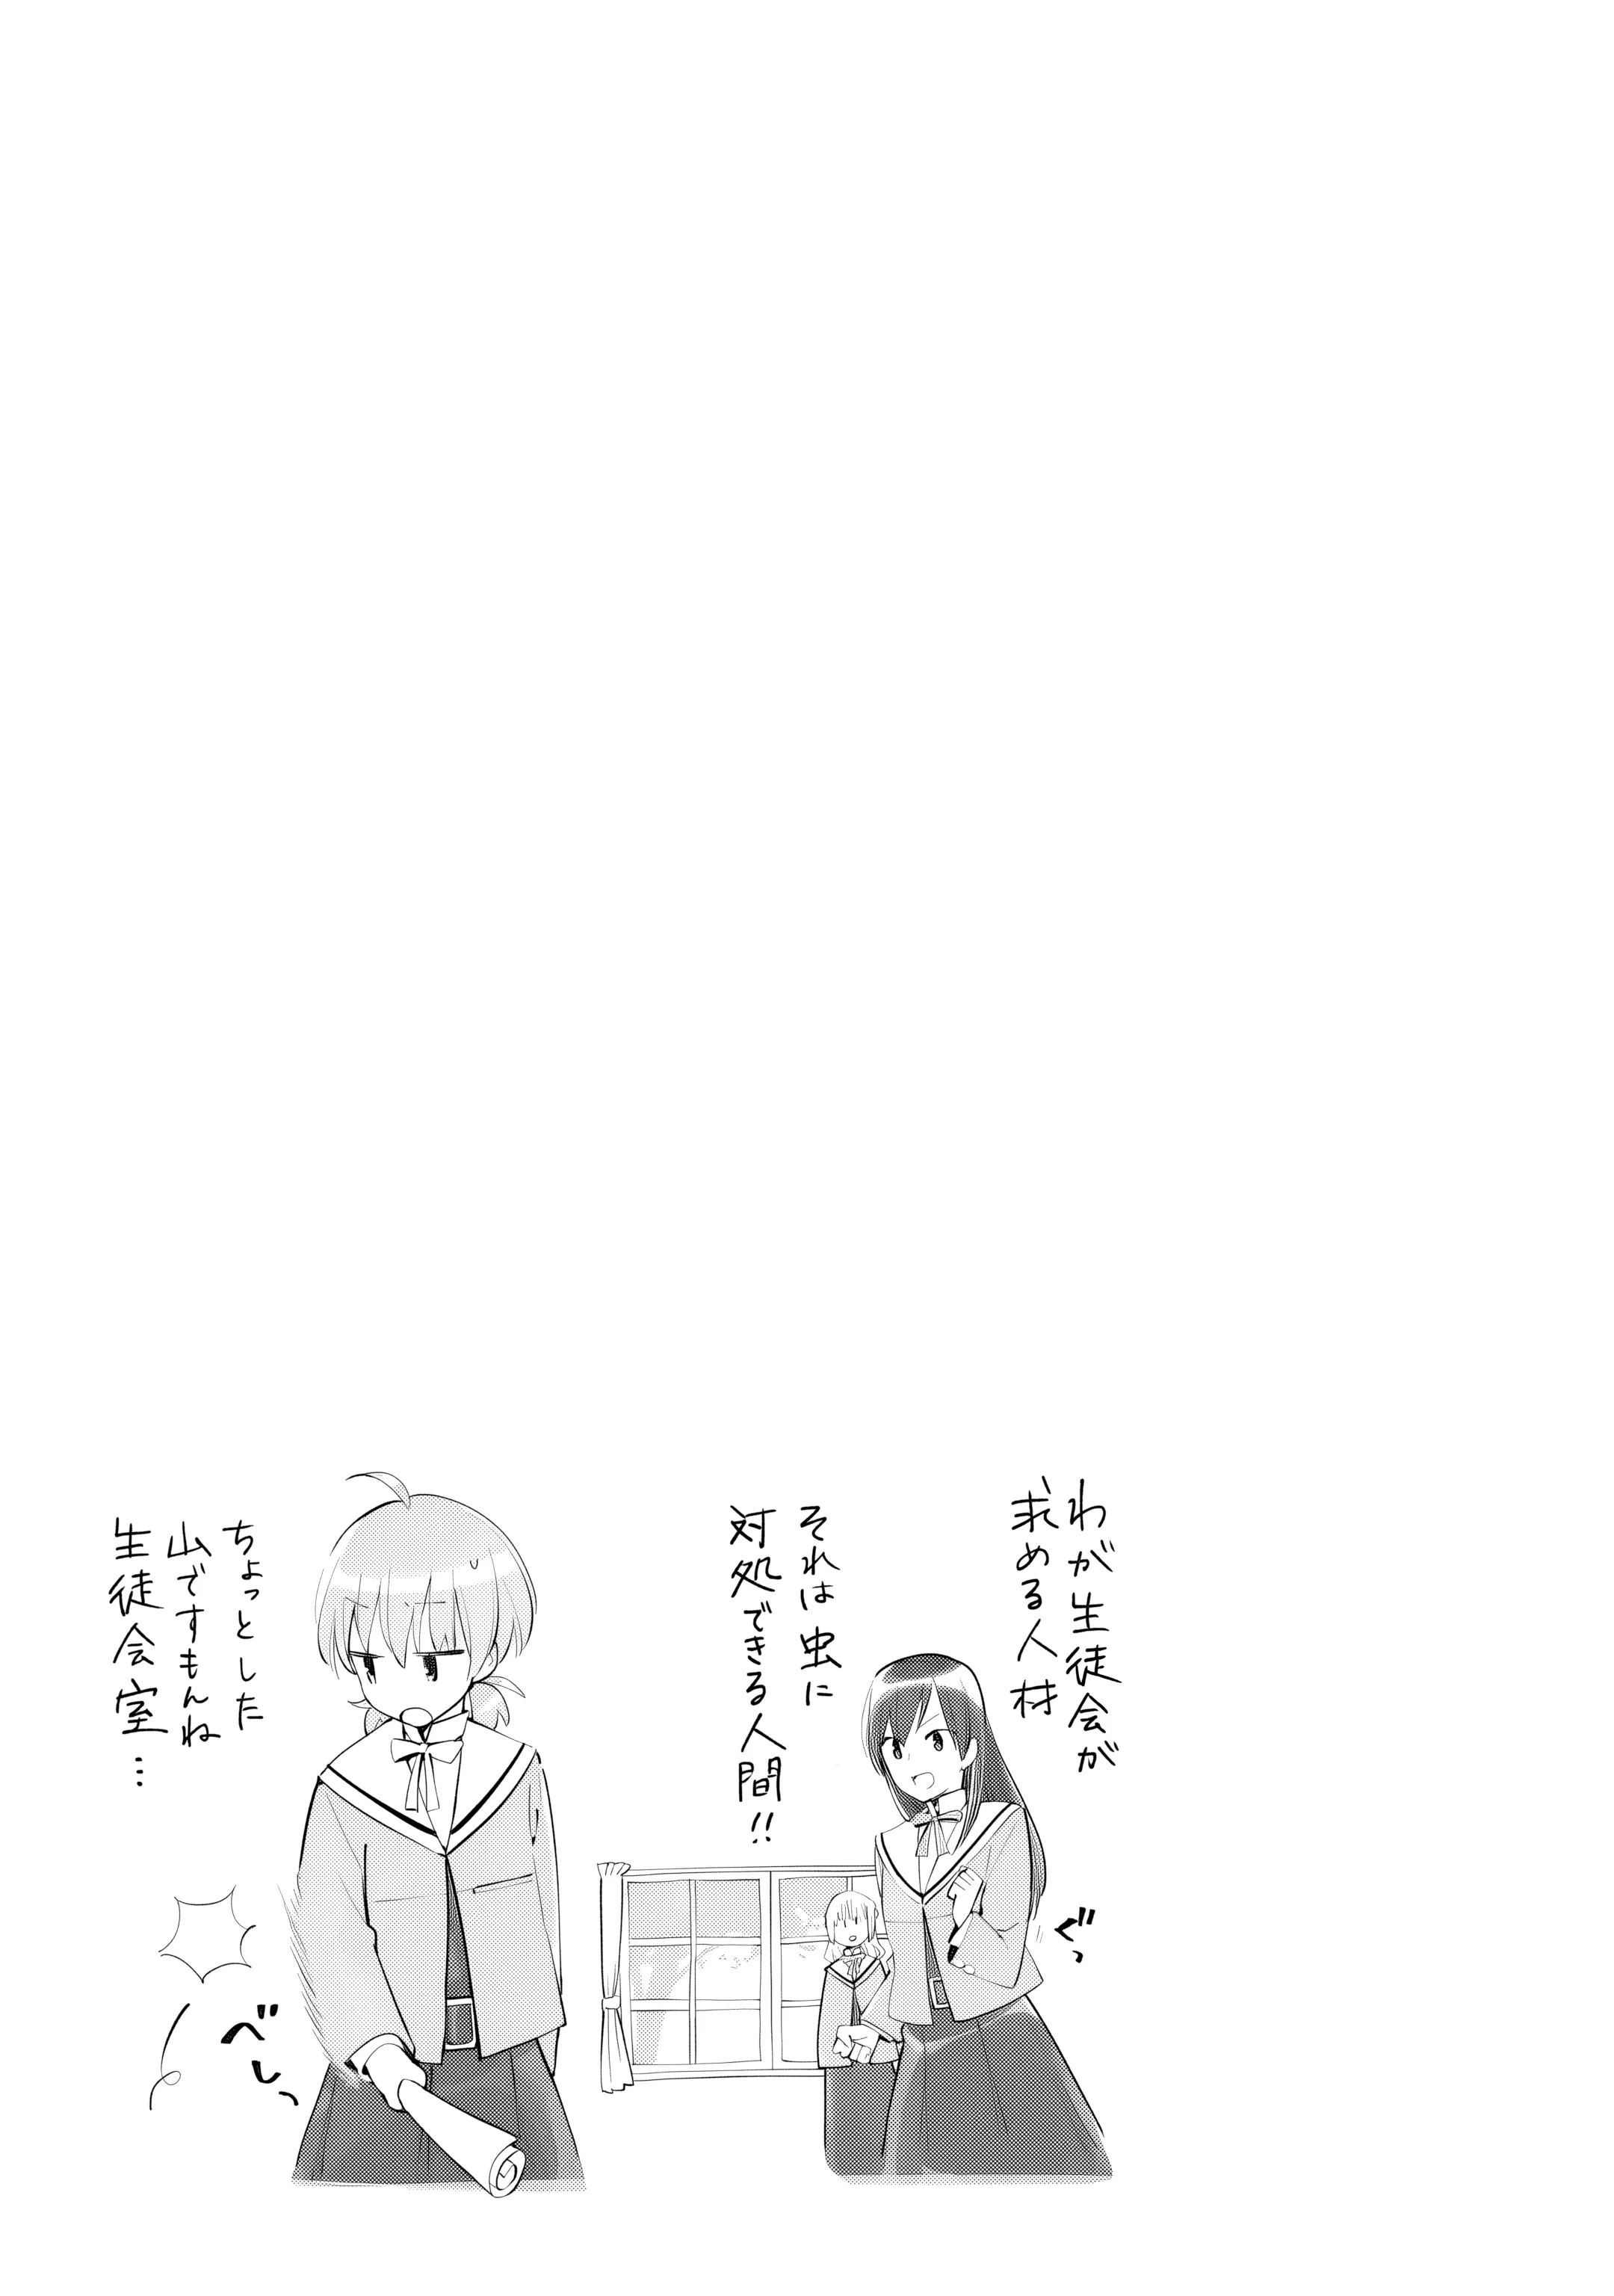 わが生徒会が
求める人材
ぐっ
それは虫に
対処できる人間!!
ちょっとした
山ですもんね
生徒会室…
べしっ